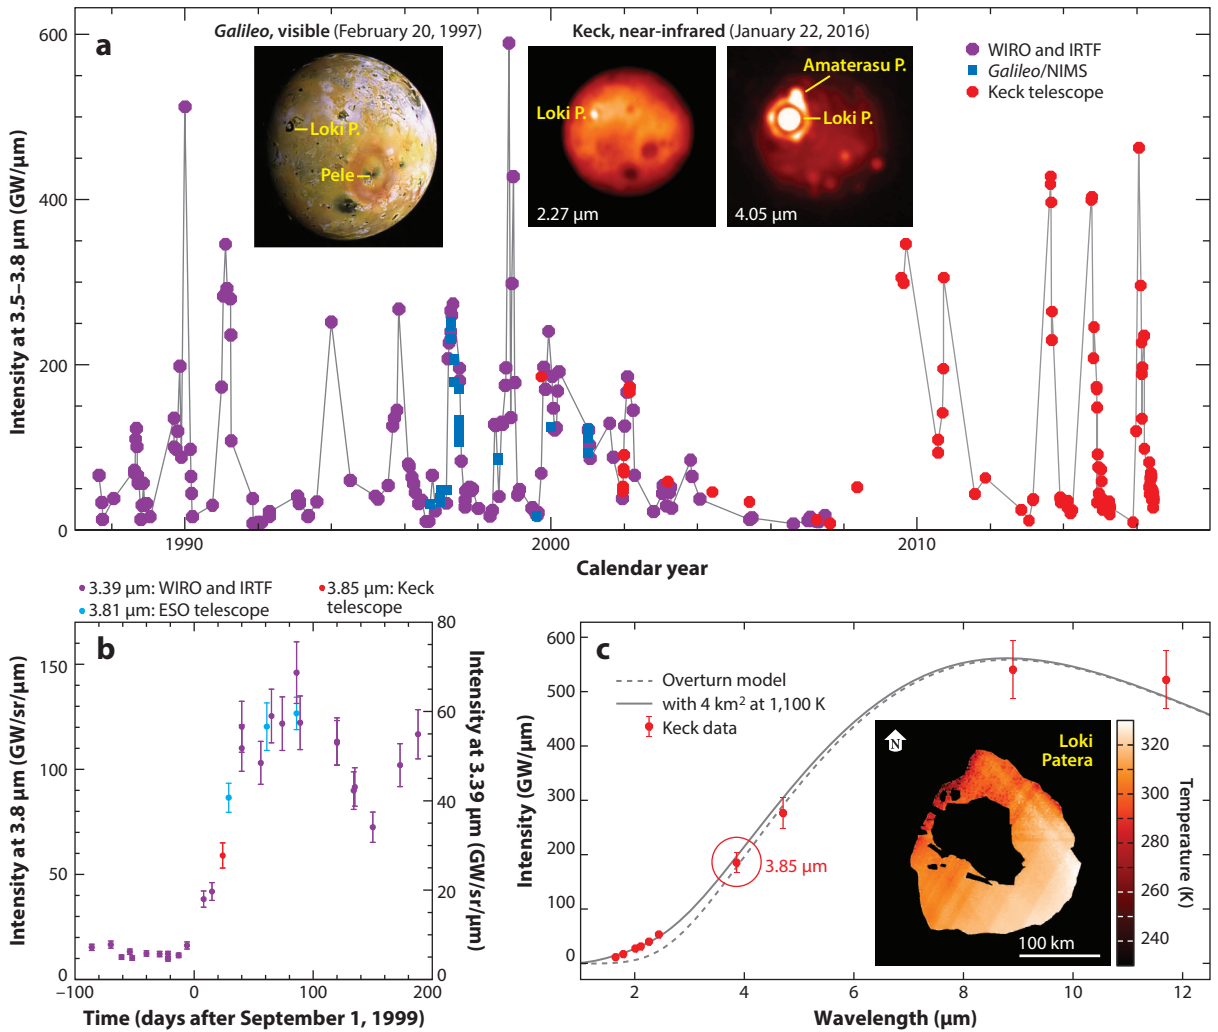 a
Galileo, visible (February 20, 1997)
Keck, near-infrared (January 22, 2016)
Loki P.
Pele
Loki P.
2.27 µm
Amaterasu P.
Loki P.
4.05 µm
WIRO and IRTF
Galileo/NIMS
Keck telescope
Intensity at 3.5–3.8 µm (GW/µm)
600
400
200
0
1990
2000
2010
Calendar year
3.39 µm: WIRO and IRTF
3.81 µm: ESO telescope
3.85 µm: Keck
telescope
b
Intensity at 3.8 µm (GW/sr/µm)
150
100
50
0
80
60
40
20
0
Intensity at 3.39 µm (GW/sr/µm)
–100
0
100
200
Time (days after September 1, 1999)
c
Overturn model
with 4 km² at 1,100 K
Keck data
3.85 µm
Intensity (GW/µm)
600
500
400
300
200
100
0
2
4
6
8
10
12
Wavelength (µm)
N
Loki
Patera
100 km
320
300
280
260
240
Temperature (K)